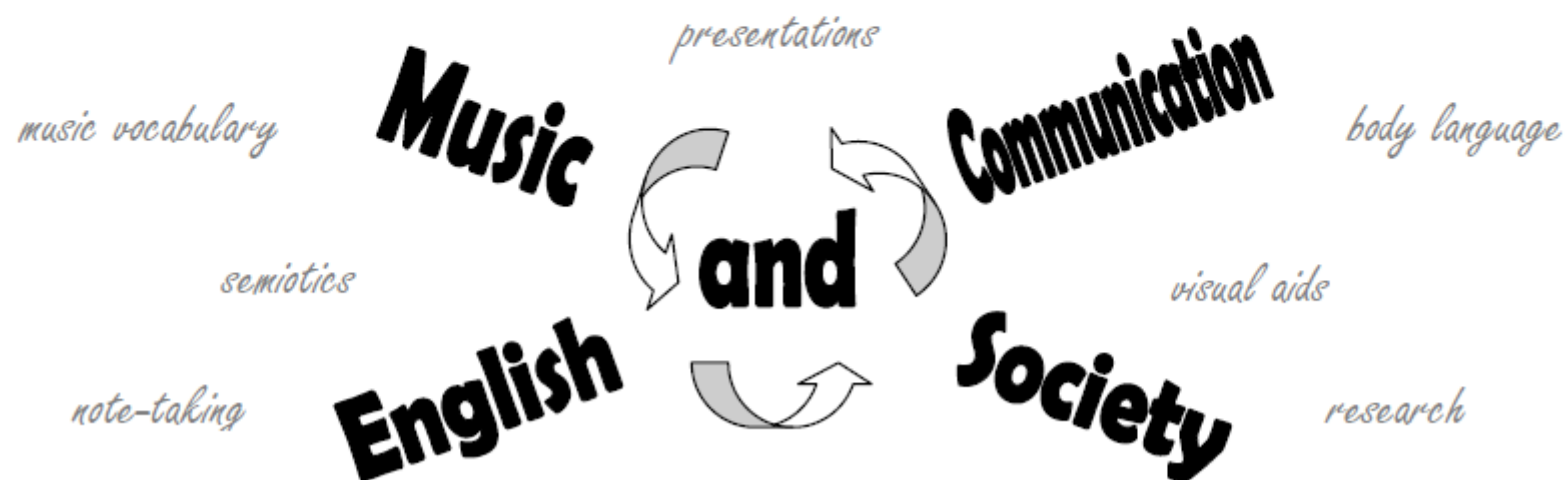 presentations
Music
Communication
music vocabulary
body language
and
semiotics
visual aids
English
Society
note-taking
research